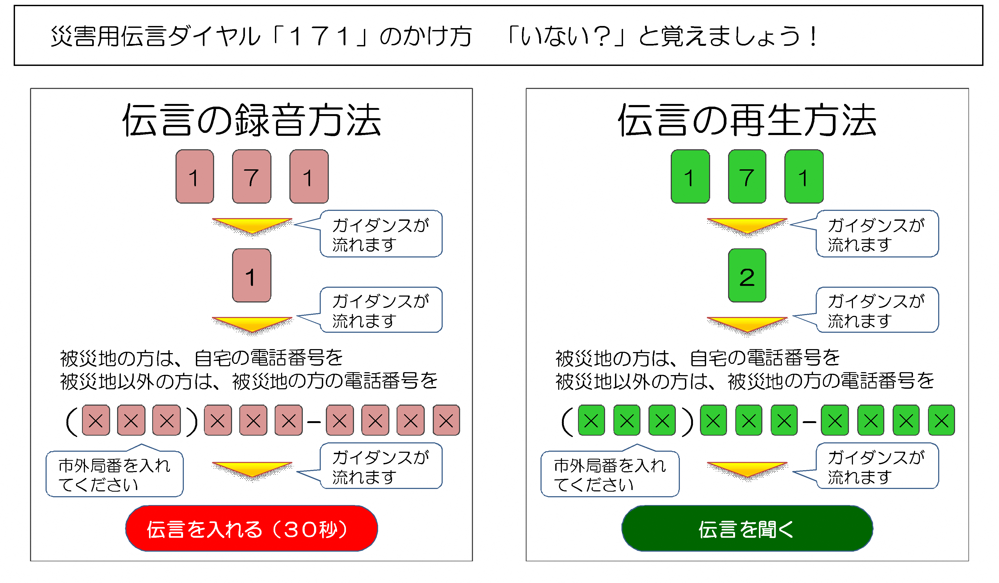 災害用伝言ダイヤル「１７１」のかけ方　「いない？」と覚えましょう！
伝言の録音方法
1 7 1
ガイダンスが
流れます
1
ガイダンスが
流れます
被災地の方は、自宅の電話番号を
被災地以外の方は、被災地の方の電話番号を
(×××)×××-××××
市外局番を入れ
てください
ガイダンスが
流れます
伝言を入れる（３０秒）
伝言の再生方法
1 7 1
ガイダンスが
流れます
2
ガイダンスが
流れます
被災地の方は、自宅の電話番号を
被災地以外の方は、被災地の方の電話番号を
(×××)×××-××××
市外局番を入れ
てください
ガイダンスが
流れます
伝言を聞く